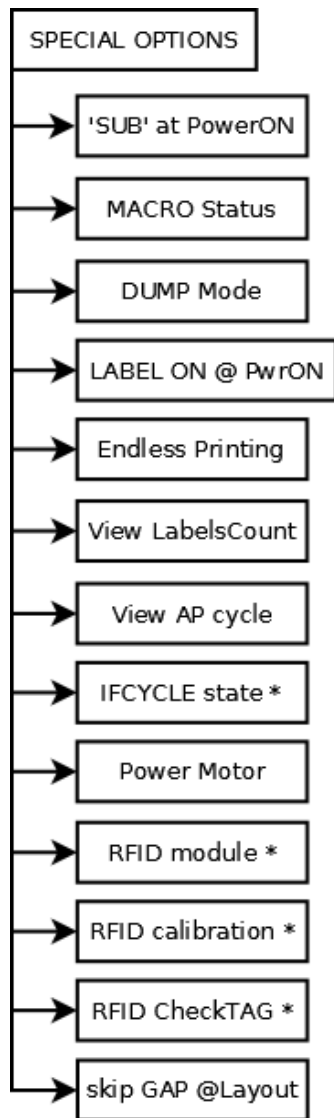 SPECIAL OPTIONS
'SUB' at PowerON
MACRO Status
DUMP Mode
LABEL ON @ PwrON
Endless Printing
View LabelsCount
View AP cycle
IFCYCLE state *
Power Motor
RFID module *
RFID calibration *
RFID CheckTAG *
skip GAP @Layout